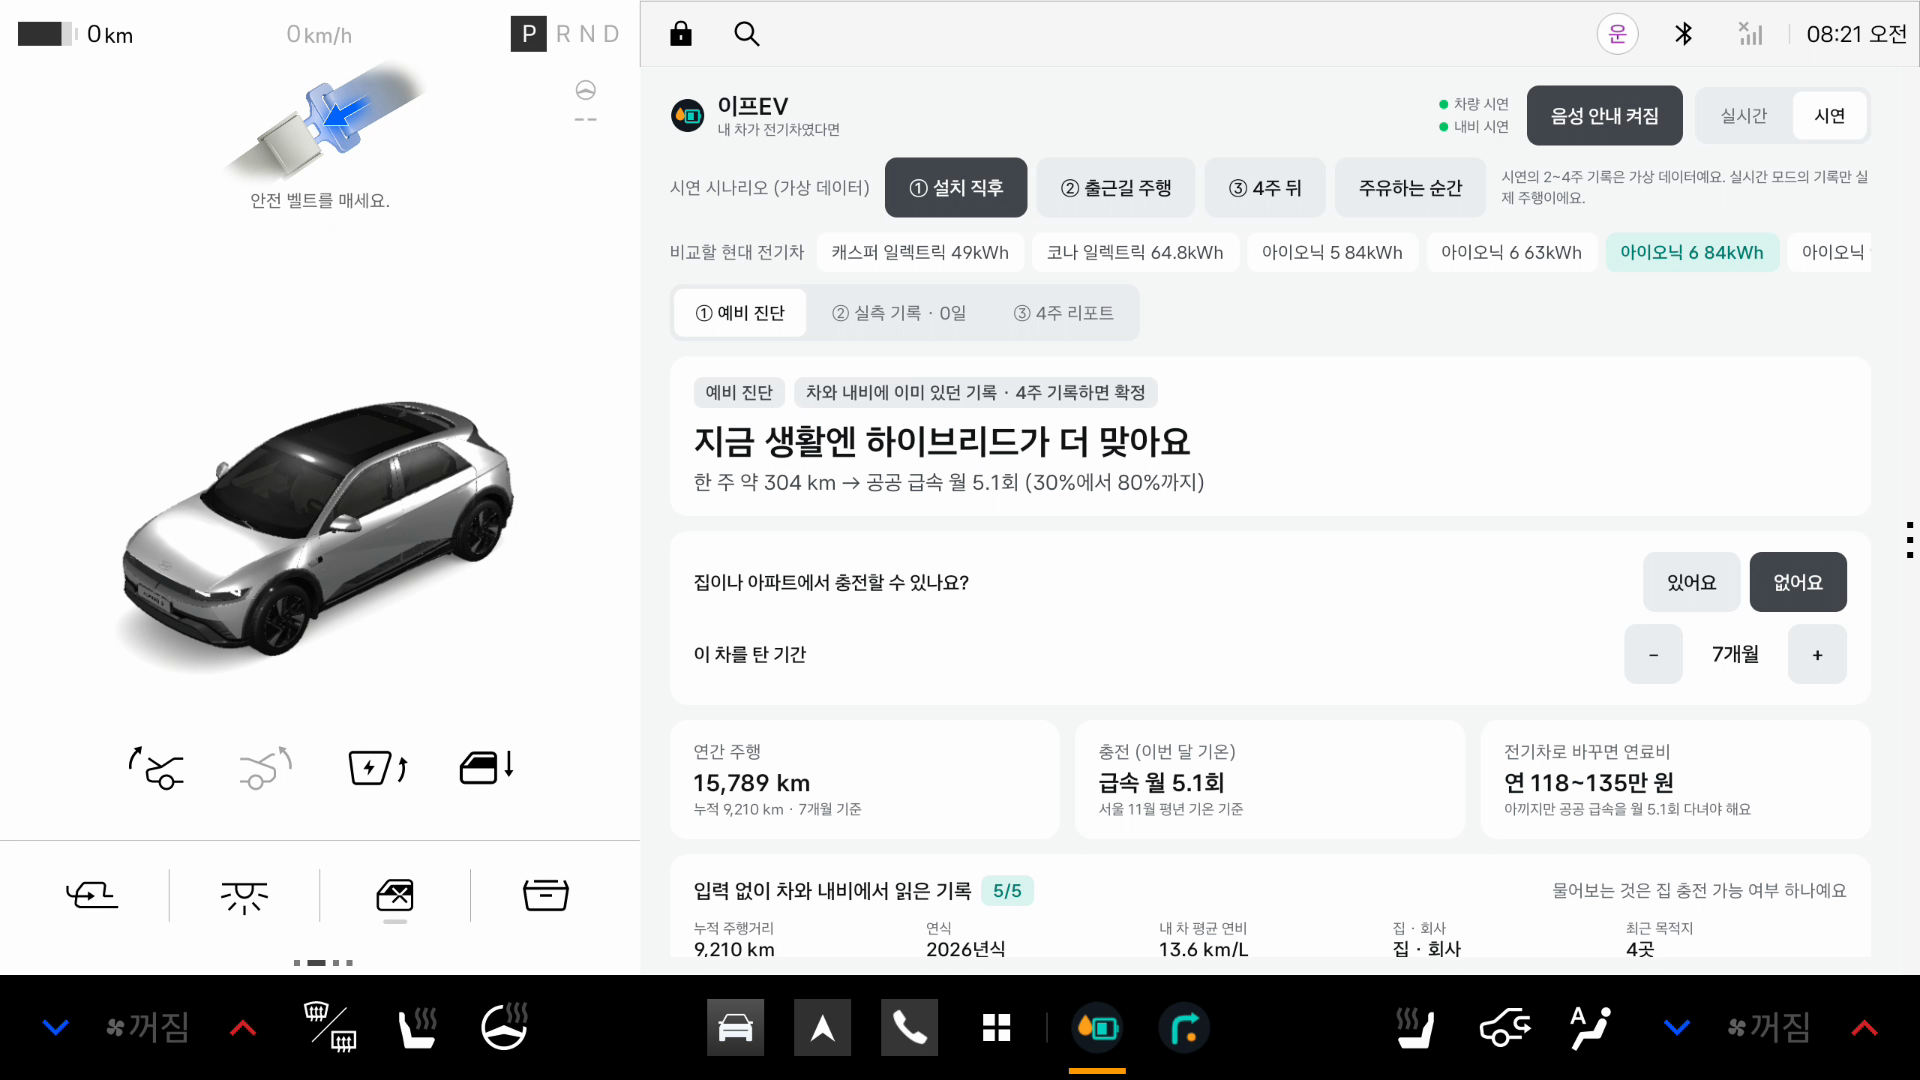 0 km
0 km/h
P R N D
안전 벨트를 매세요.
운
08:21 오전
이프EV
내 차가 전기차였다면
차량 시연
내비 시연
음성 안내 켜짐
실시간
시연
시연 시나리오 (가상 데이터)
① 설치 직후
② 출근길 주행
③ 4주 뒤
주유하는 순간
시연의 2~4주 기록은 가상 데이터예요. 실시간 모드의 기록만 실
제 주행이에요.
비교할 현대 전기차
캐스퍼 일렉트릭 49kWh
코나 일렉트릭 64.8kWh
아이오닉 5 84kWh
아이오닉 6 63kWh
아이오닉 6 84kWh
아이오닉
① 예비 진단
② 실측 기록 · 0일
③ 4주 리포트
예비 진단
차와 내비에 이미 있던 기록 · 4주 기록하면 확정
지금 생활엔 하이브리드가 더 맞아요
한 주 약 304 km → 공공 급속 월 5.1회 (30%에서 80%까지)
집이나 아파트에서 충전할 수 있나요?
있어요
없어요
이 차를 탄 기간
−
7개월
+
연간 주행
15,789 km
누적 9,210 km · 7개월 기준
충전 (이번 달 기온)
급속 월 5.1회
서울 11월 평년 기온 기준
전기차로 바꾸면 연료비
연 118~135만 원
아끼지만 공공 급속을 월 5.1회 다녀야 해요
입력 없이 차와 내비에서 읽은 기록
5/5
물어보는 것은 집 충전 가능 여부 하나예요
누적 주행거리
9,210 km
연식
2026년식
내 차 평균 연비
13.6 km/L
집 · 회사
집 · 회사
최근 목적지
4곳
꺼짐
A
꺼짐